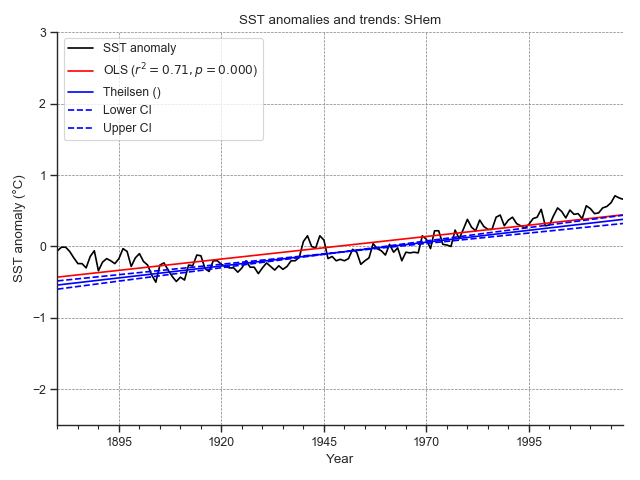 SST anomalies and trends: SHem
SST anomaly
OLS (r² = 0.71, p = 0.000)
Theilsen ()
Lower CI
Upper CI
3
2
1
0
−1
−2
SST anomaly (°C)
1895 1920 1945 1970 1995
Year